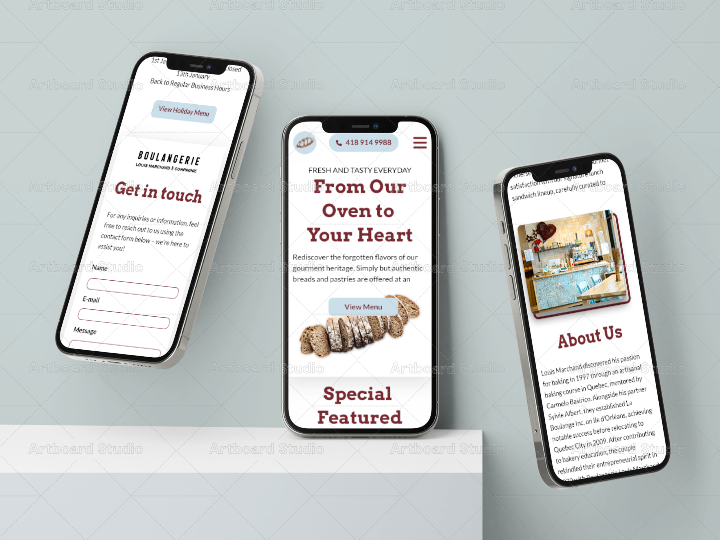 1st
closed
13th January
Back to Regular Business Hours
View Holiday Menu
BOULANGERIE
LOUIS MARCHAND & COMPAGNIE
Get in touch
For any inquiries or information, feel
free to reach out to us using the
contact form below – we're here to
assist you!
Name
E-mail
Message
418 914 9988
FRESH AND TASTY EVERYDAY
From Our
Oven to
Your Heart
Rediscover the forgotten flavors of our
gourmet heritage. Simply but authentic
breads and pastries are offered at an
View Menu
Special
Featured
satisfaction with our signature lunch
sandwich lineup, carefully curated to
About Us
Louis Marchand discovered his passion
for baking in 1997 through an artisanal
baking course in Quebec, mentored by
Carmelo Basirico. Alongside his partner
Sylvie Albert, they established La
Boulange Inc. on Ile d'Orléans, achieving
notable success before relocating to
Quebec City in 2009. After contributing
to bakery education, the couple
rekindled their entrepreneurial spirit in
Artboard Studio